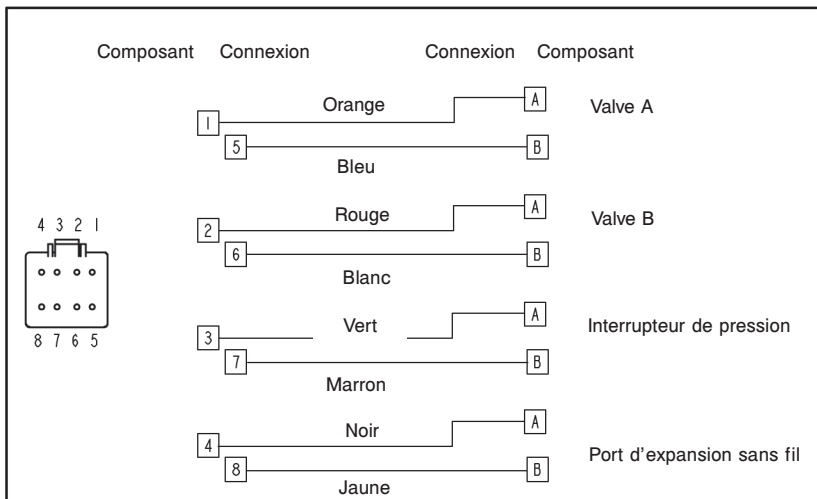 Composant Connexion Connexion Composant
Orange A Valve A
1
5 B
Bleu
Rouge A Valve B
2
4 3 2 1
6 B
Blanc
Vert A Interrupteur de pression
3
8 7 6 5
7 B
Marron
Noir A
4
Port d'expansion sans fil
8 B
Jaune